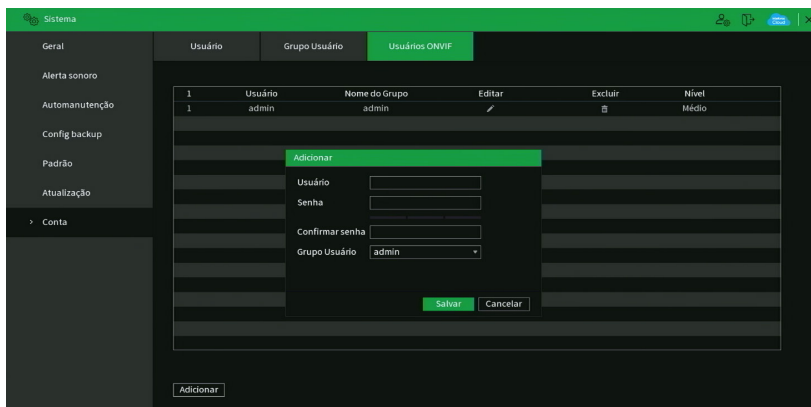 Sistema
Geral
Usuário Grupo Usuário Usuários ONVIF
Alerta sonoro
1 Usuário Nome do Grupo Editar Excluir Nível
Automanutenção
1 admin admin Médio
Config backup
Padrão
Adicionar
Usuário
Senha
Atualização
> Conta
Confirmar senha
Grupo Usuário admin
Salvar Cancelar
Adicionar